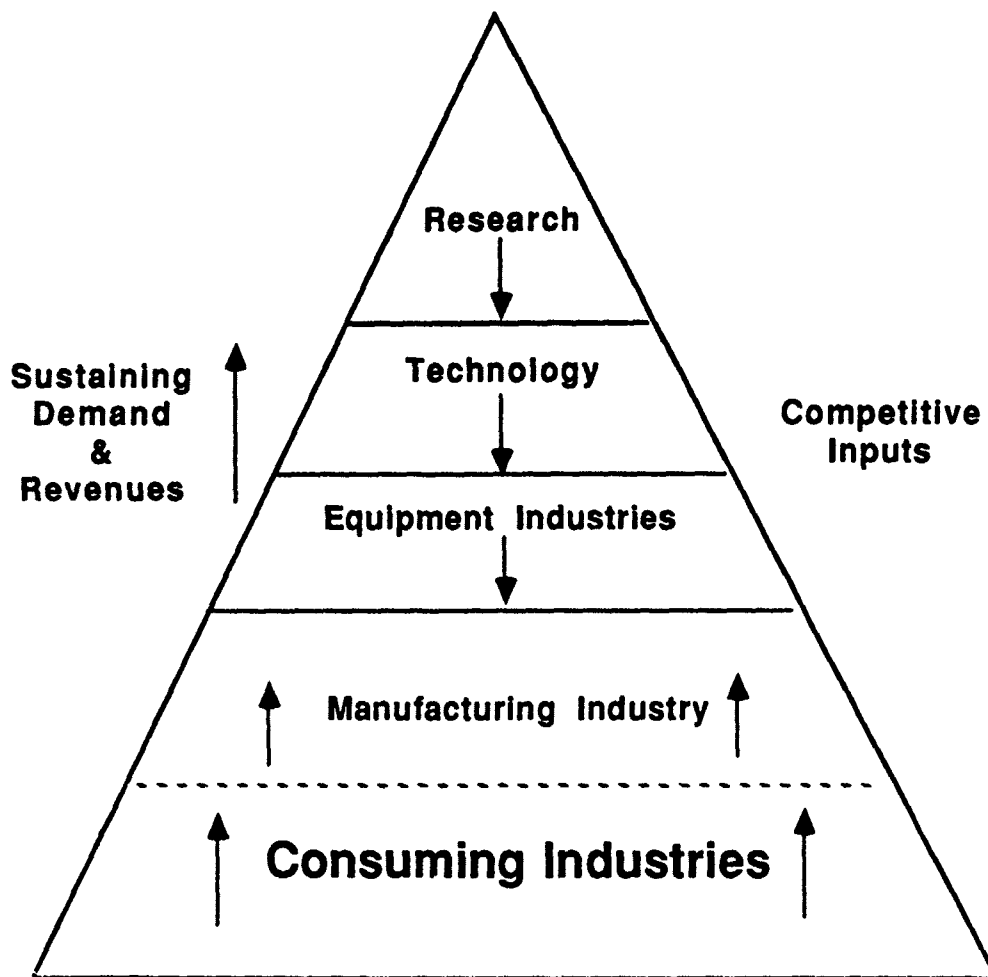 Research
Technology
Sustaining
Demand
&
Revenues
Competitive
Inputs
Equipment Industries
Manufacturing Industry
Consuming Industries